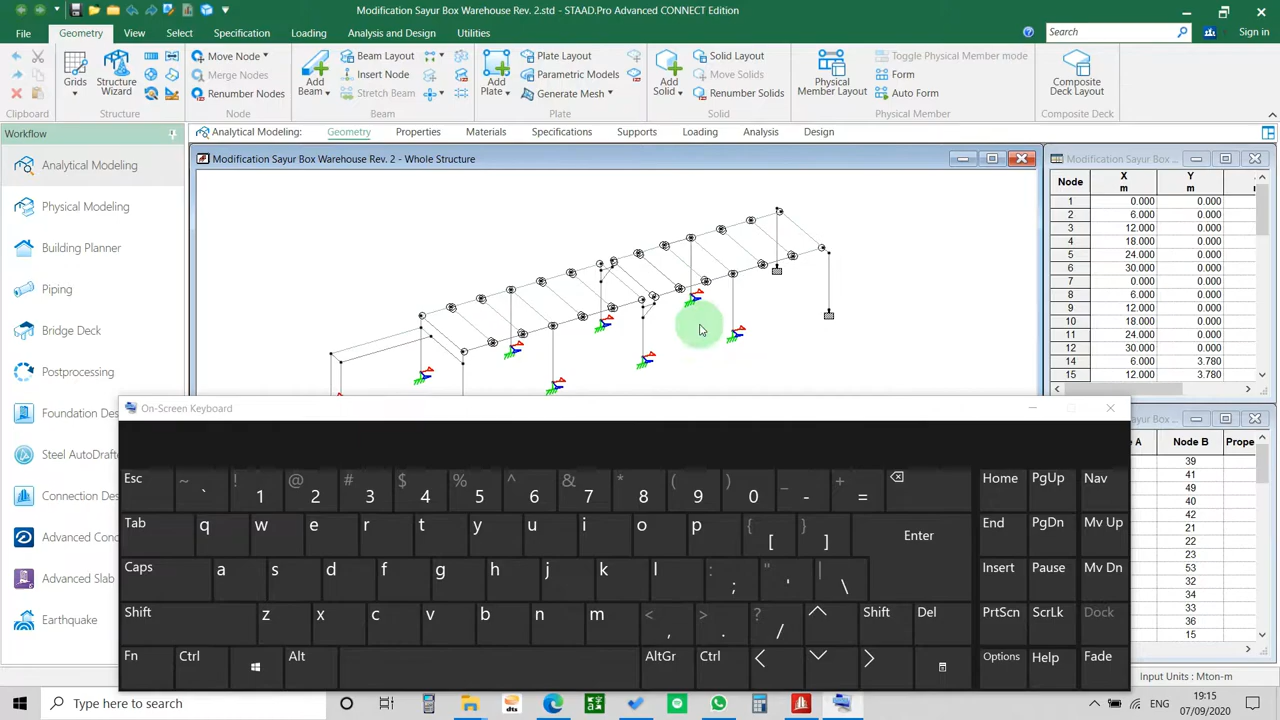 Modification Sayur Box Warehouse Rev. 2.std - STAAD.Pro Advanced CONNECT Edition
File Geometry View Select Specification Loading Analysis and Design Utilities
Search
Sign in
Grids
Structure Wizard
Move Node
Merge Nodes
Renumber Nodes
Add Beam
Beam Layout
Insert Node
Stretch Beam
Add Plate
Plate Layout
Parametric Models
Generate Mesh
Add Solid
Solid Layout
Move Solids
Renumber Solids
Physical Member Layout
Toggle Physical Member mode
Form
Auto Form
Composite Deck Layout
Clipboard Structure Node Beam Plate Solid Physical Member Composite Deck
Workflow
Analytical Modeling: Geometry Properties Materials Specifications Supports Loading Analysis Design
Analytical Modeling
Physical Modeling
Building Planner
Piping
Bridge Deck
Postprocessing
Foundation Des
Steel AutoDrafte
Connection Des
Advanced Conc
Advanced Slab
Earthquake
Modification Sayur Box Warehouse Rev. 2 - Whole Structure
Modification Sayur Box ...
Node X m Y m
1 0.000 0.000
2 6.000 0.000
3 12.000 0.000
4 18.000 0.000
5 24.000 0.000
6 30.000 0.000
7 0.000 0.000
8 6.000 0.000
9 12.000 0.000
10 18.000 0.000
11 24.000 0.000
12 30.000 0.000
14 6.000 3.780
15 12.000 3.780
Box ...
A Node B Prope
39
41
49
40
42
21
22
23
53
32
34
33
36
15
On-Screen Keyboard
Esc ~ ` ! 1 @ 2 # 3 $ 4 % 5 ^ 6 & 7 * 8 ( 9 ) 0 _ - + = Home PgUp Nav
Tab q w e r t y u i o p { [ } ] Enter End PgDn Mv Up
Caps a s d f g h j k l : ; " ' | \ Insert Pause Mv Dn
Shift z x c v b n m < , > . ? / Shift Del PrtScn ScrLk Dock
Fn Ctrl Alt AltGr Ctrl Options Help Fade
Input Units: Mton-m
Type here to search
dts
ENG
19:15
07/09/2020